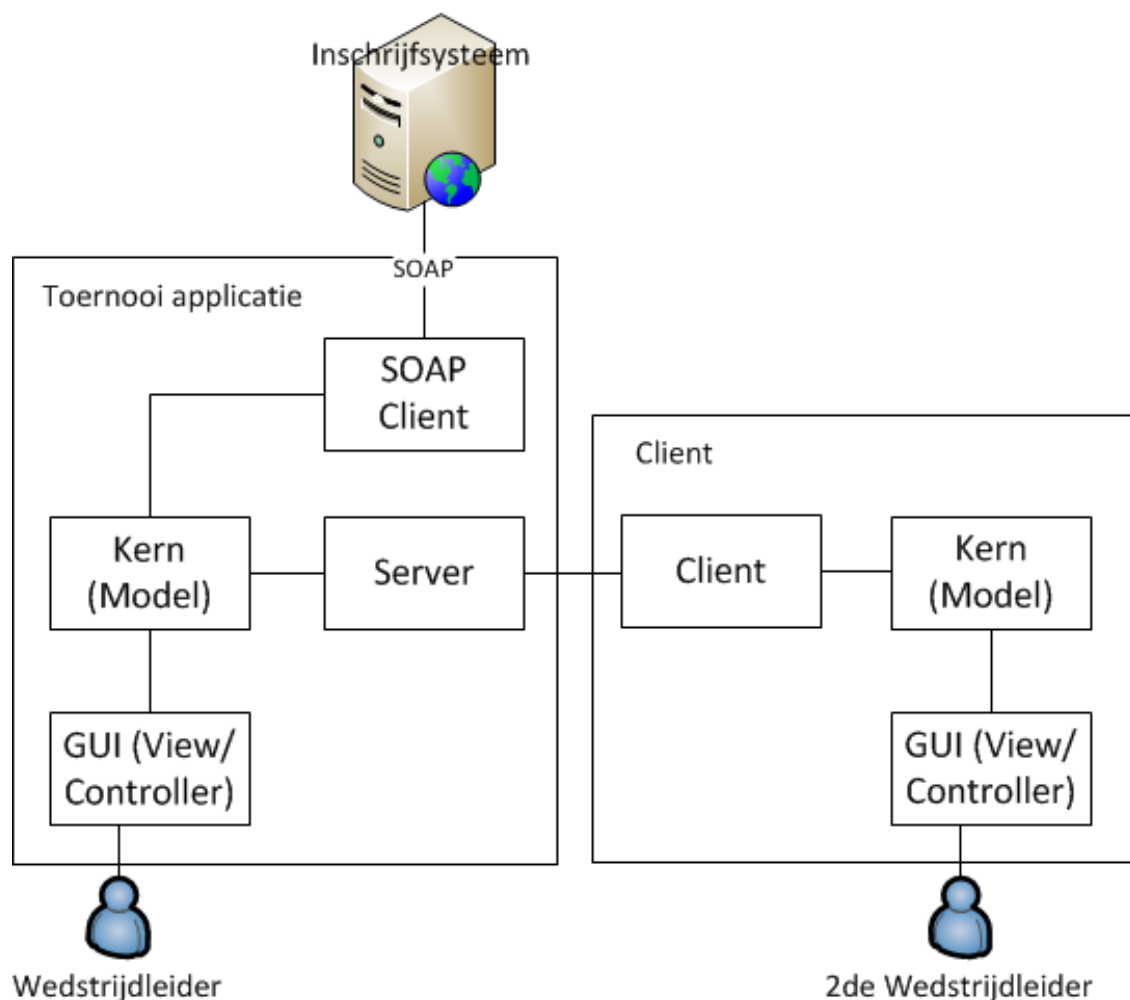 Inschrijfsysteem
SOAP
Toernooi applicatie
SOAP
Client
Client
Kern
(Model)
Server
Client
Kern
(Model)
GUI (View/
Controller)
GUI (View/
Controller)
Wedstrijdleider
2de Wedstrijdleider